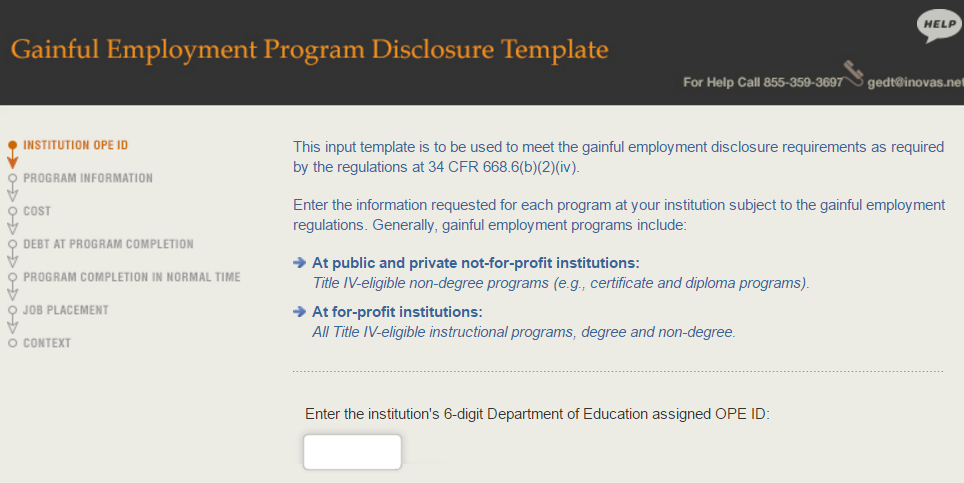 HELP
Gainful Employment Program Disclosure Template
For Help Call 855-359-3697 gedt@inovas.net
INSTITUTION OPE ID
PROGRAM INFORMATION
COST
DEBT AT PROGRAM COMPLETION
PROGRAM COMPLETION IN NORMAL TIME
JOB PLACEMENT
CONTEXT
This input template is to be used to meet the gainful employment disclosure requirements as required
by the regulations at 34 CFR 668.6(b)(2)(iv).
Enter the information requested for each program at your institution subject to the gainful employment
regulations. Generally, gainful employment programs include:
At public and private not-for-profit institutions:
Title IV-eligible non-degree programs (e.g., certificate and diploma programs).
At for-profit institutions:
All Title IV-eligible instructional programs, degree and non-degree.
Enter the institution's 6-digit Department of Education assigned OPE ID: